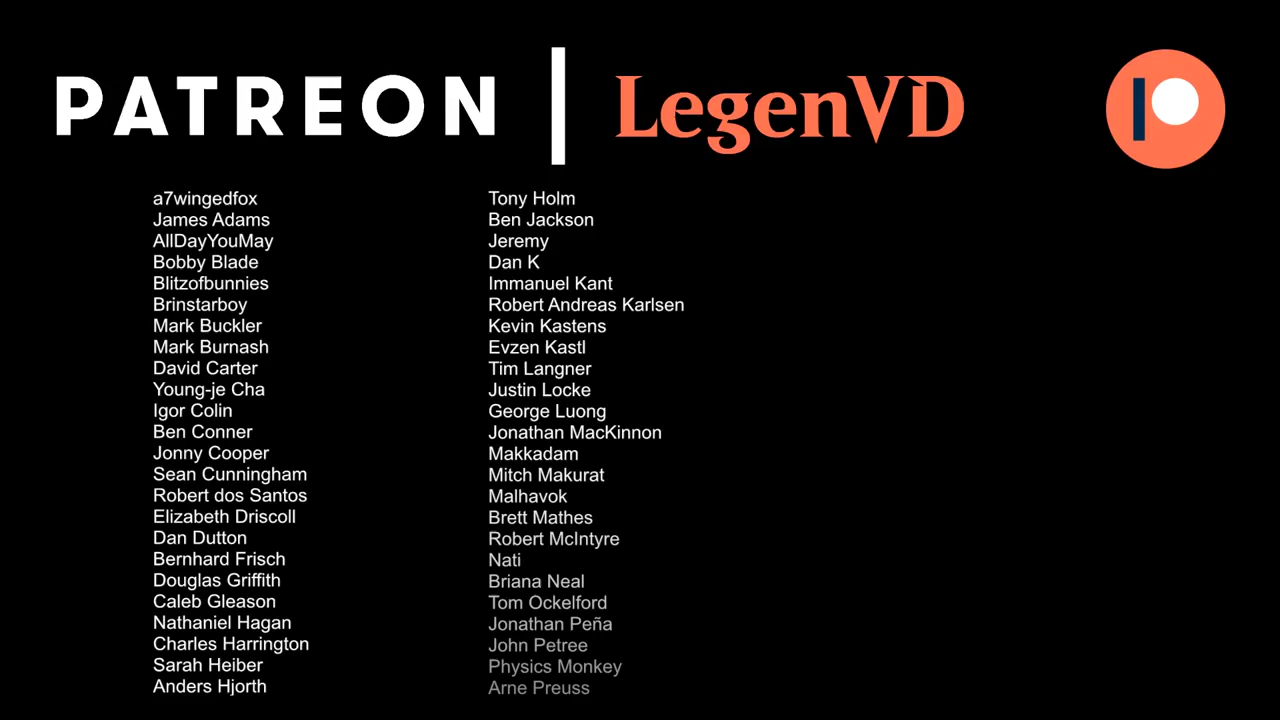 PATREON | LegenVD
a7wingedfox
James Adams
AllDayYouMay
Bobby Blade
Blitzofbunnies
Brinstarboy
Mark Buckler
Mark Burnash
David Carter
Young-je Cha
Igor Colin
Ben Conner
Jonny Cooper
Sean Cunningham
Robert dos Santos
Elizabeth Driscoll
Dan Dutton
Bernhard Frisch
Douglas Griffith
Caleb Gleason
Nathaniel Hagan
Charles Harrington
Sarah Heiber
Anders Hjorth
Tony Holm
Ben Jackson
Jeremy
Dan K
Immanuel Kant
Robert Andreas Karlsen
Kevin Kastens
Evzen Kastl
Tim Langner
Justin Locke
George Luong
Jonathan MacKinnon
Makkadam
Mitch Makurat
Malhavok
Brett Mathes
Robert McIntyre
Nati
Briana Neal
Tom Ockelford
Jonathan Peña
John Petree
Physics Monkey
Arne Preuss